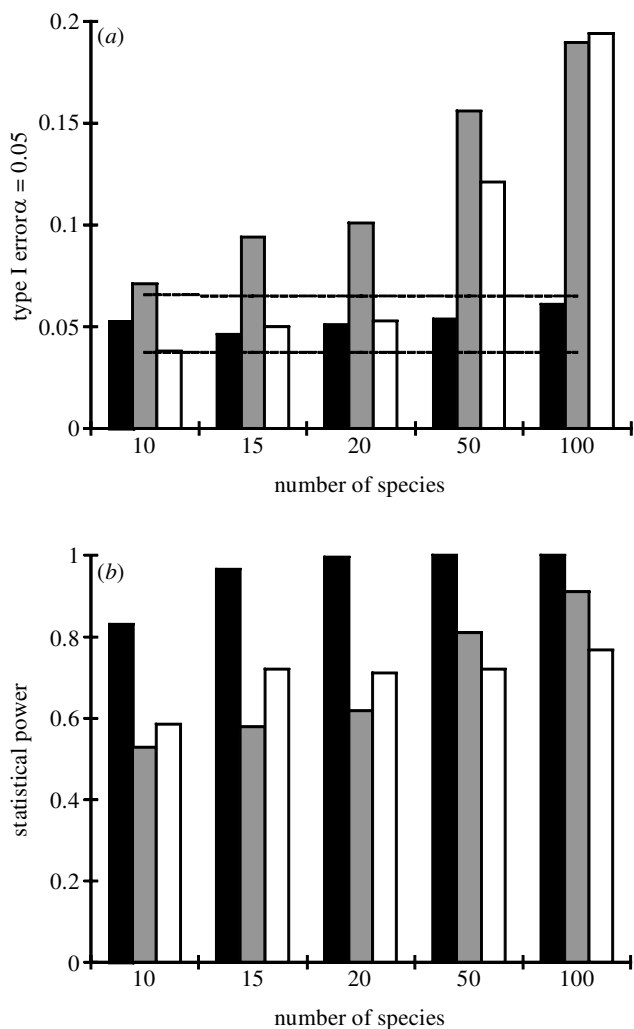 (a)
type I error α = 0.05
0.2
0.15
0.1
0.05
0
10 15 20 50 100
number of species
(b)
statistical power
1
0.8
0.6
0.4
0.2
0
10 15 20 50 100
number of species